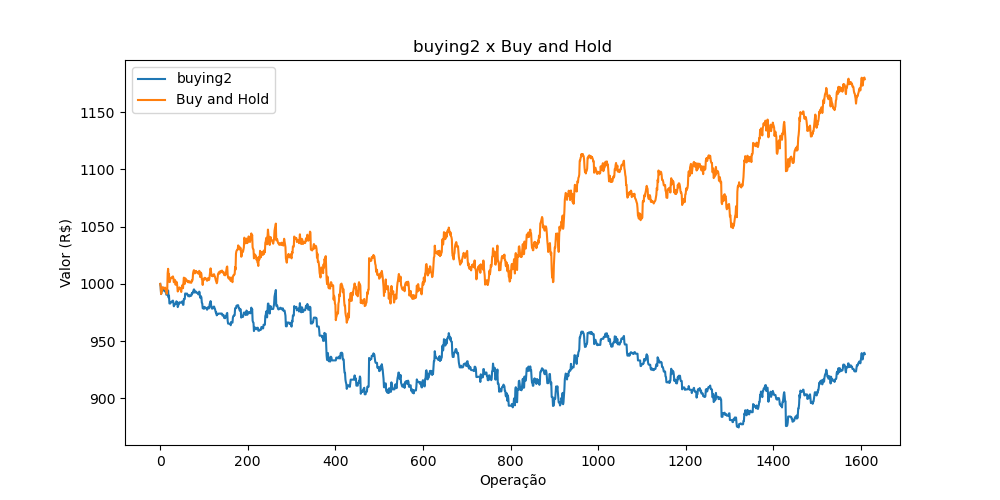 buying2 x Buy and Hold
buying2
Buy and Hold
Valor (R$)
1150
1100
1050
1000
950
900
0 200 400 600 800 1000 1200 1400 1600
Operação